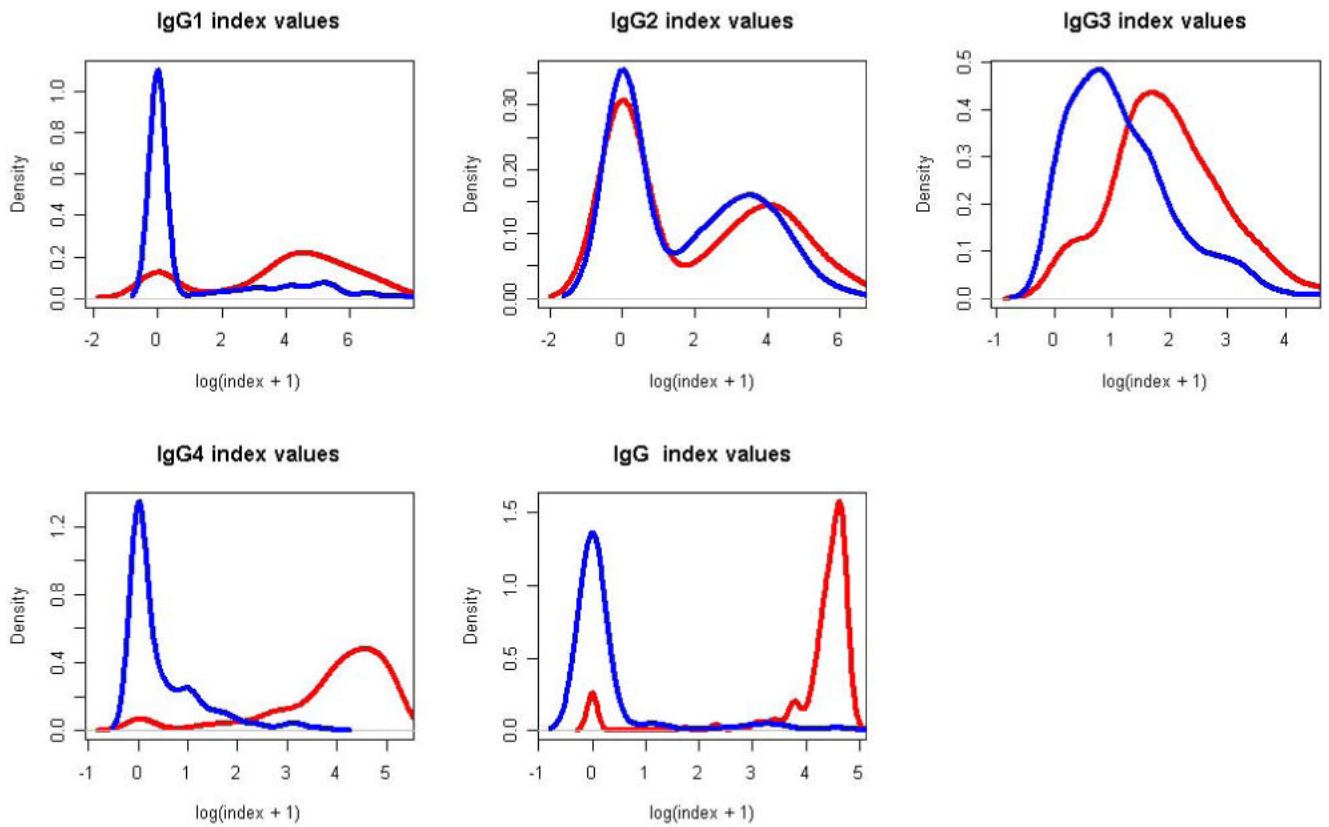 IgG1 index values
IgG2 index values
IgG3 index values
Density
1.0
0.8
0.6
0.4
0.2
0.0
-2 0 2 4 6
log(index + 1)
Density
0.30
0.20
0.10
0.00
-2 0 2 4 6
log(index + 1)
Density
0.5
0.4
0.3
0.2
0.1
0.0
-1 0 1 2 3 4
log(index + 1)
IgG4 index values
IgG  index values
Density
1.2
0.8
0.4
0.0
-1 0 1 2 3 4 5
log(index + 1)
Density
1.5
1.0
0.5
0.0
-1 0 1 2 3 4 5
log(index + 1)